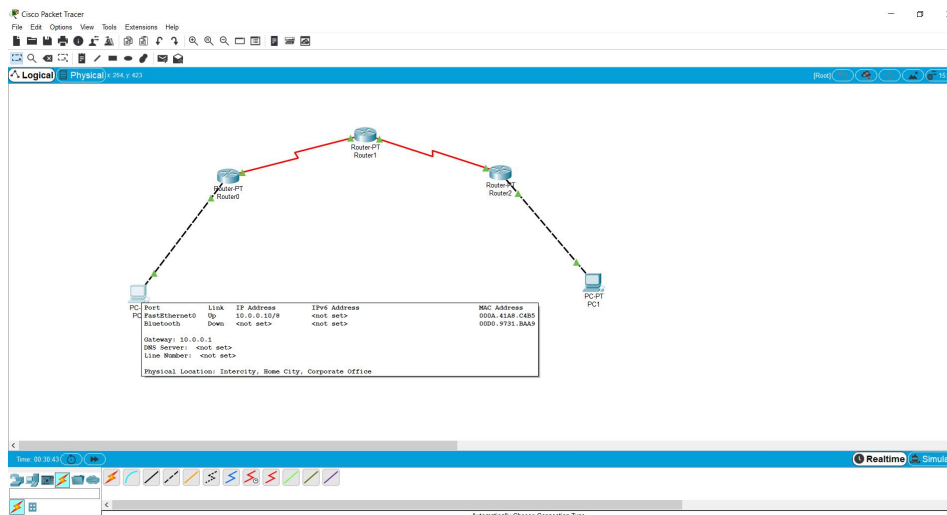 Cisco Packet Tracer
File Edit Options View Tools Extensions Help
Logical Physical x: 264, y: 423 [Root]
Router-PT
Router1
Router-PT
Router0
Router-PT
Router2
PC-PT
PC1
Port Link IP Address IPv6 Address MAC Address
FastEthernet0 Up 10.0.0.10/8 <not set> 000A.41A8.C4B5
Bluetooth Down <not set> <not set> 00D0.9731.BAA9
Gateway: 10.0.0.1
DNS Server: <not set>
Line Number: <not set>
Physical Location: Intercity, Home City, Corporate Office
Time: 00:30:43 Realtime